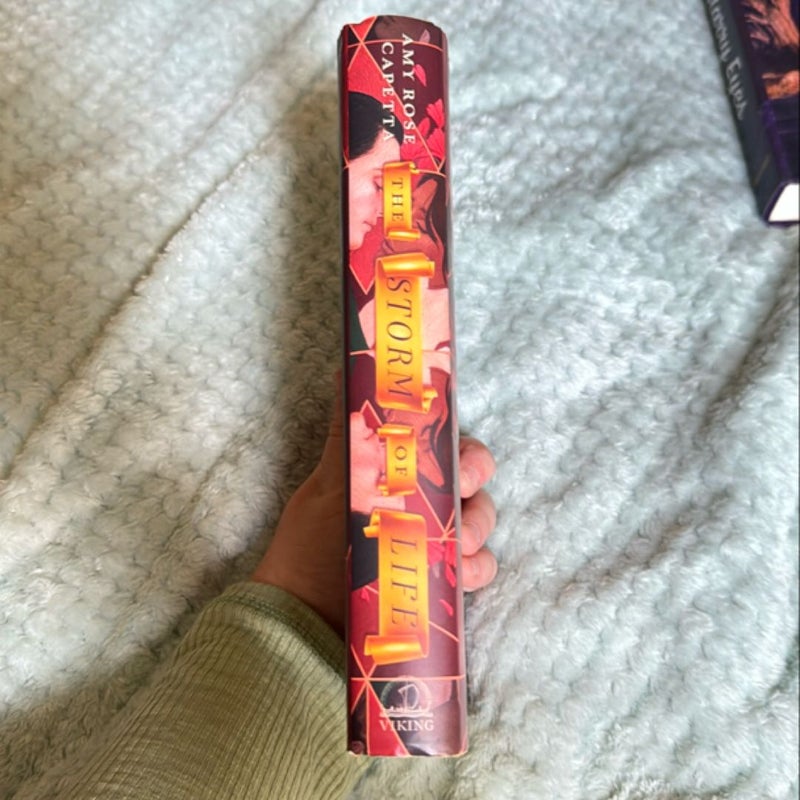 AMY ROSE
CAPETTA
THE
STORM
OF
LIFE
VIKING